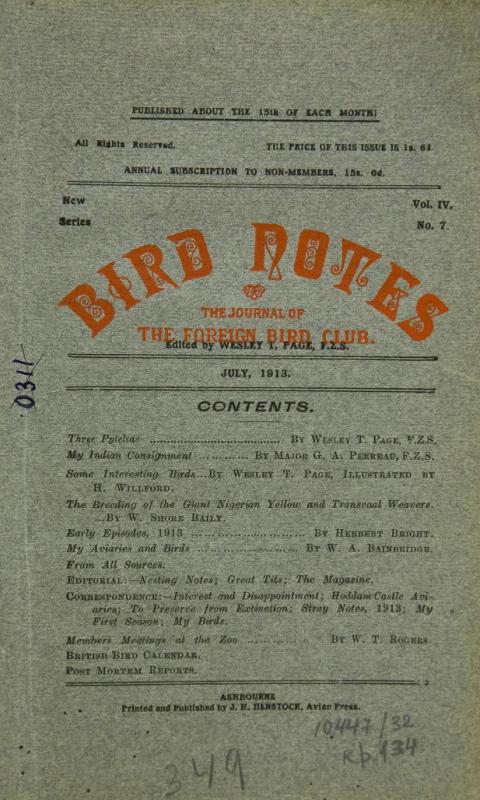 PUBLISHED ABOUT THE 15th OF EACH MONTH:
All Rights Reserved. THE PRICE OF THIS ISSUE IS 1s. 6d
ANNUAL SUBSCRIPTION TO NON-MEMBERS, 15s. 0d.
New Series
Vol. IV. No. 7.
BIRD NOTES
THE JOURNAL OF
THE FOREIGN BIRD CLUB.
Edited by WESLEY T. PAGE, F.Z.S.
JULY, 1913.
CONTENTS.
Three Pytelias ........................................ BY WESLEY T. PAGE, F.Z.S.
My Indian Consignment ............. BY MAJOR G. A. PERREAU, F.Z.S.
Some Interesting Birds...BY WESLEY T. PAGE, ILLUSTRATED BY
H. WILLFORD.
The Breeding of the Giant Nigerian Yellow and Transvaal Weavers.
...BY W. SHORE BAILY.
Early Episodes, 1913 ............................ BY HERBERT BRIGHT.
My Aviaries and Birds ......................... BY W. A. BAINBRIDGE.
From All Sources.
EDITORIAL:—Nesting Notes; Great Tits; The Magazine.
CORRESPONDENCE:—Interest and Disappointment; Hoddam Castle Avi-
aries; To Preserve from Extinction; Stray Notes, 1913; My
First Season; My Birds.
Members Meetings at the Zoo ............... BY W. T. ROGERS.
BRITISH BIRD CALENDAR.
POST MORTEM REPORTS.
ASHBOURNE
Printed and Published by J. H. HENSTOCK, Avian Press.
10447/32
349